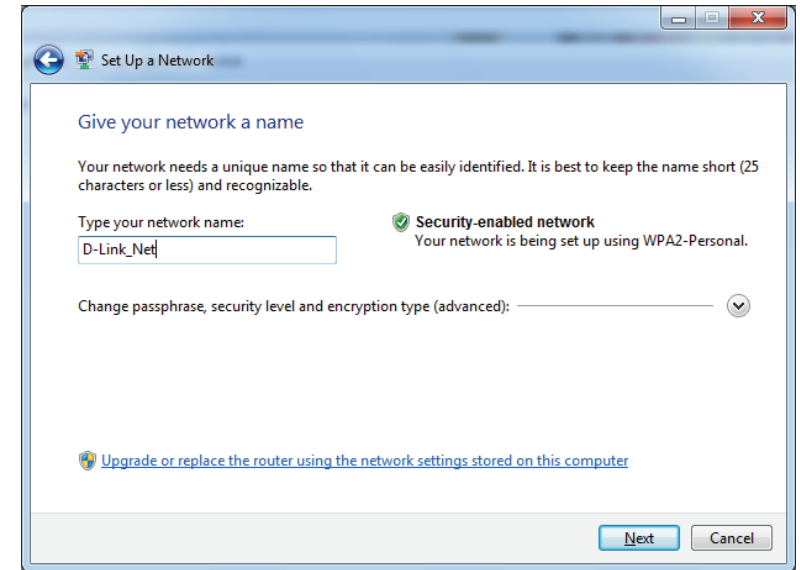 Set Up a Network
Give your network a name
Your network needs a unique name so that it can be easily identified. It is best to keep the name short (25
characters or less) and recognizable.
Type your network name:
D-Link_Net
Security-enabled network
Your network is being set up using WPA2-Personal.
Change passphrase, security level and encryption type (advanced):
Upgrade or replace the router using the network settings stored on this computer
Next
Cancel